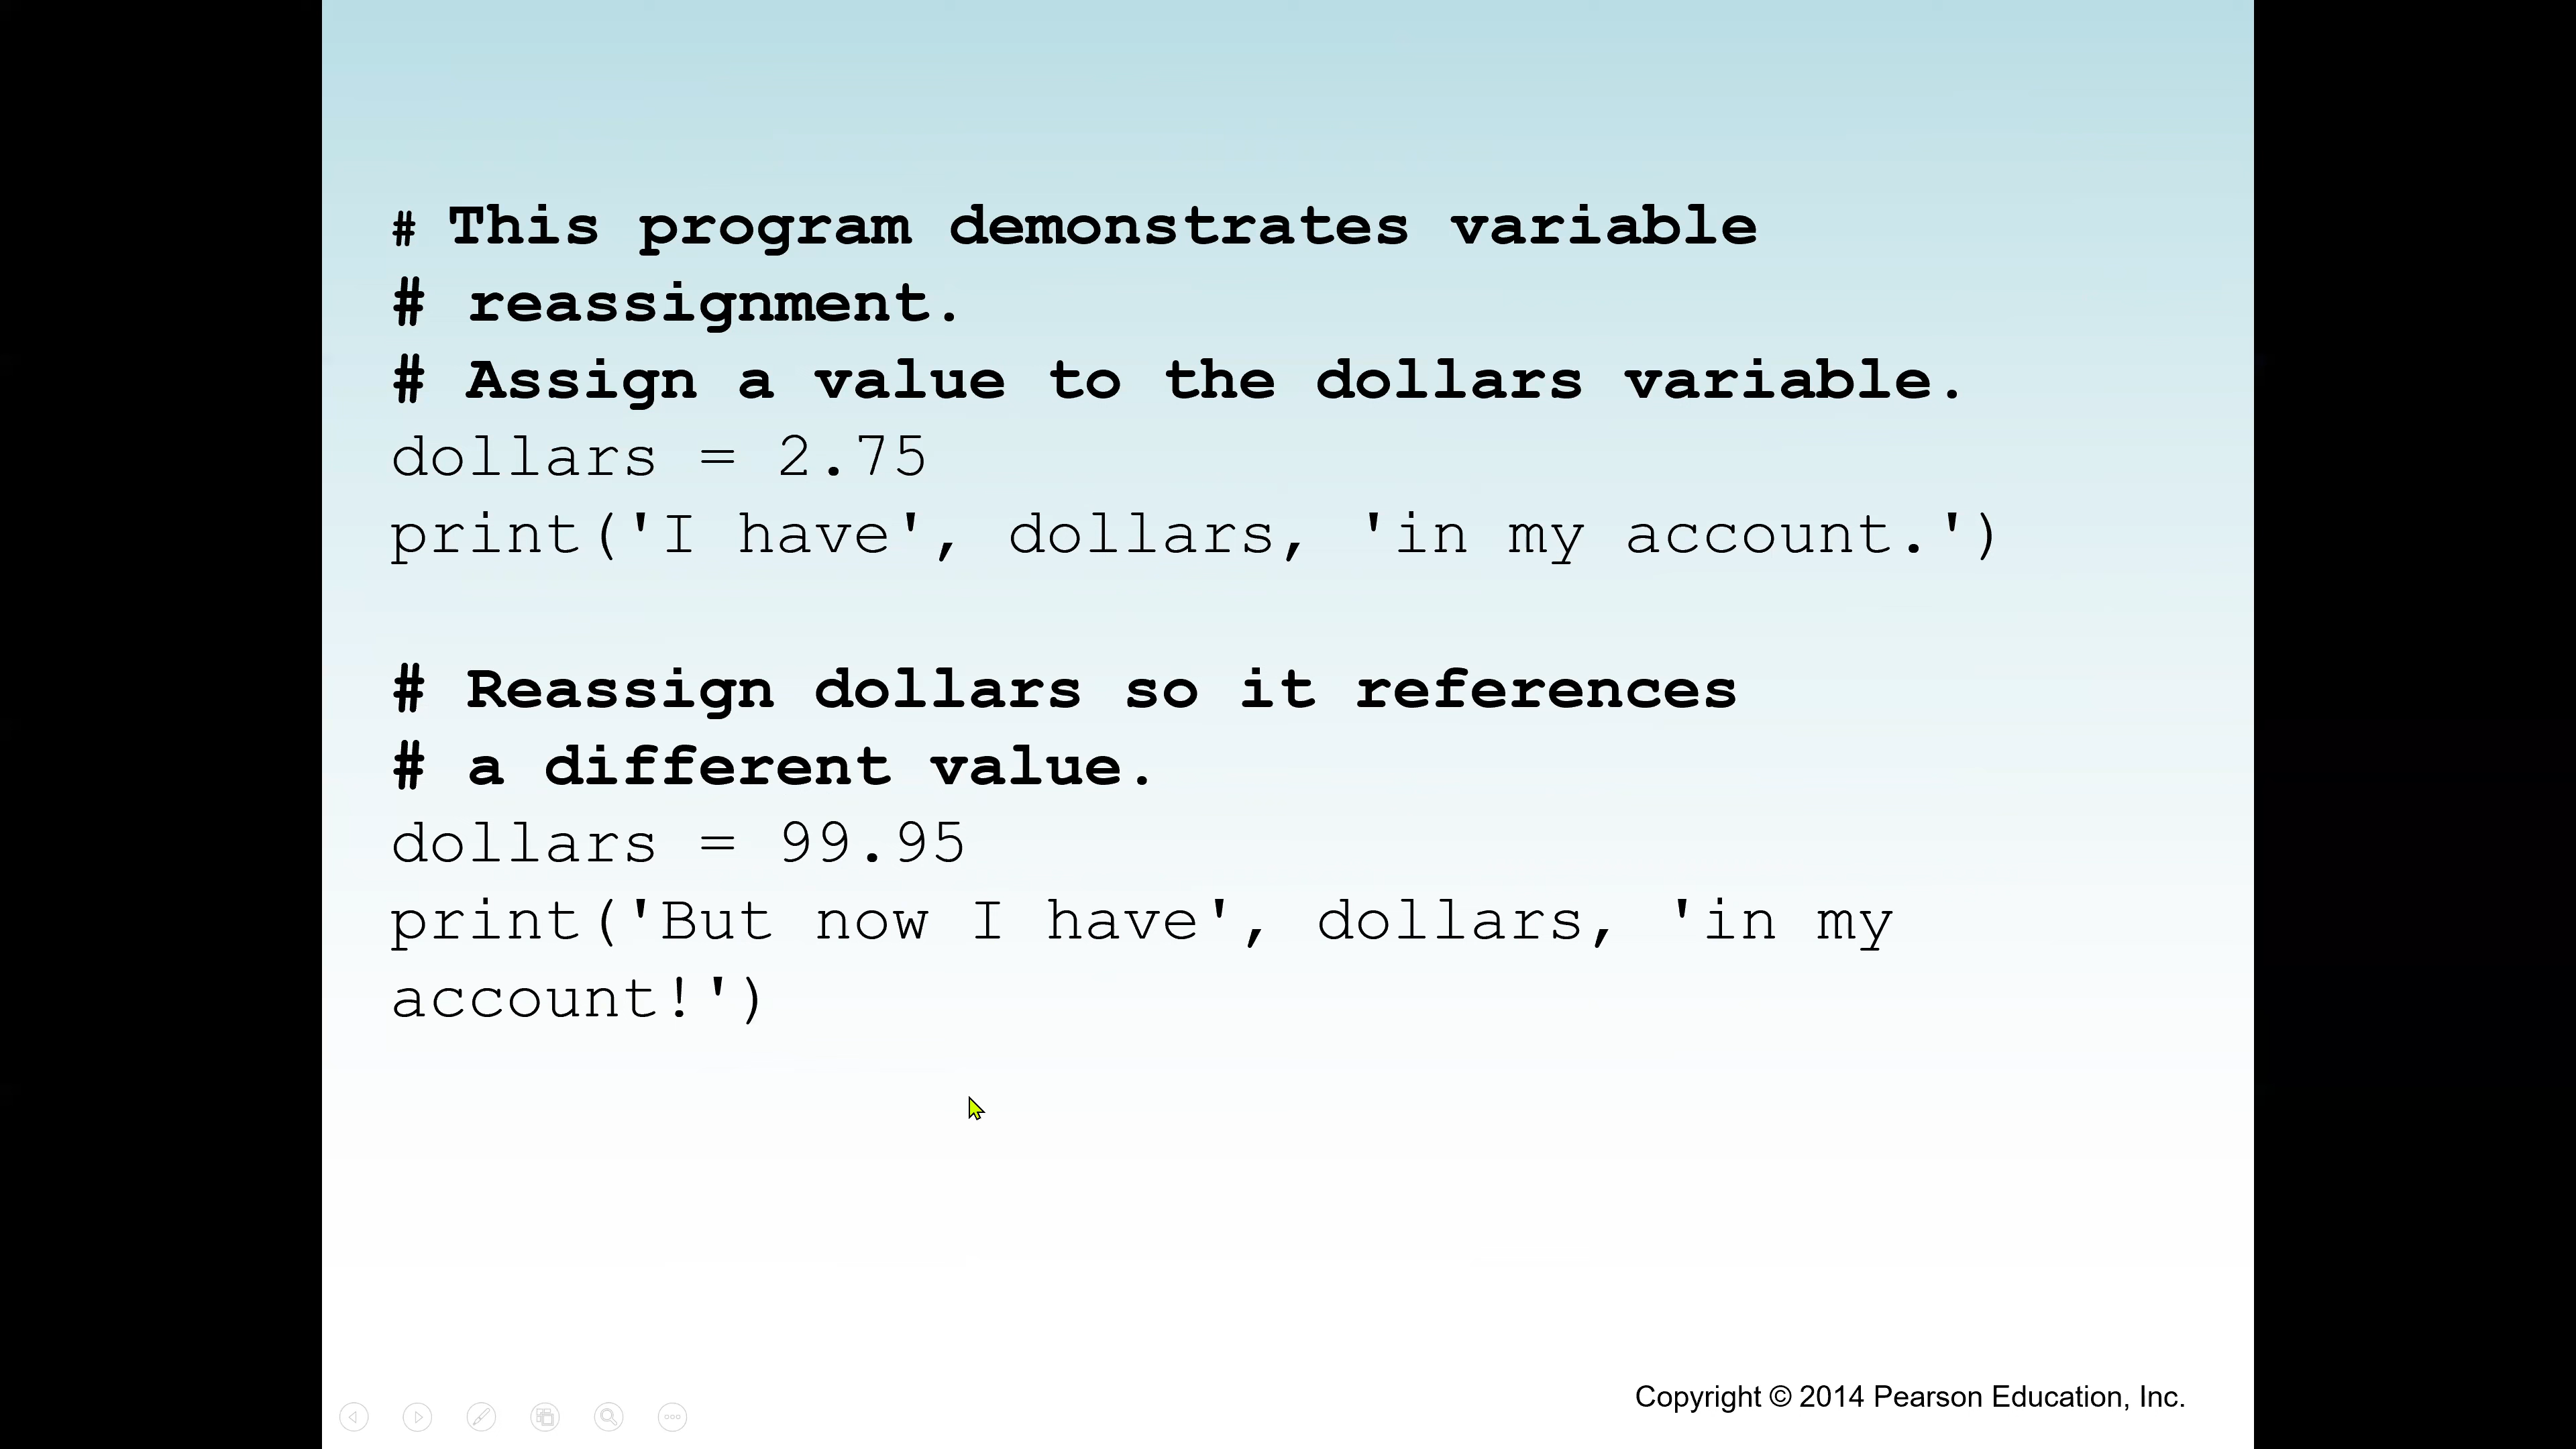 # This program demonstrates variable
# reassignment.
# Assign a value to the dollars variable.
dollars = 2.75
print('I have', dollars, 'in my account.')
# Reassign dollars so it references
# a different value.
dollars = 99.95
print('But now I have', dollars, 'in my
account!')
Copyright © 2014 Pearson Education, Inc.